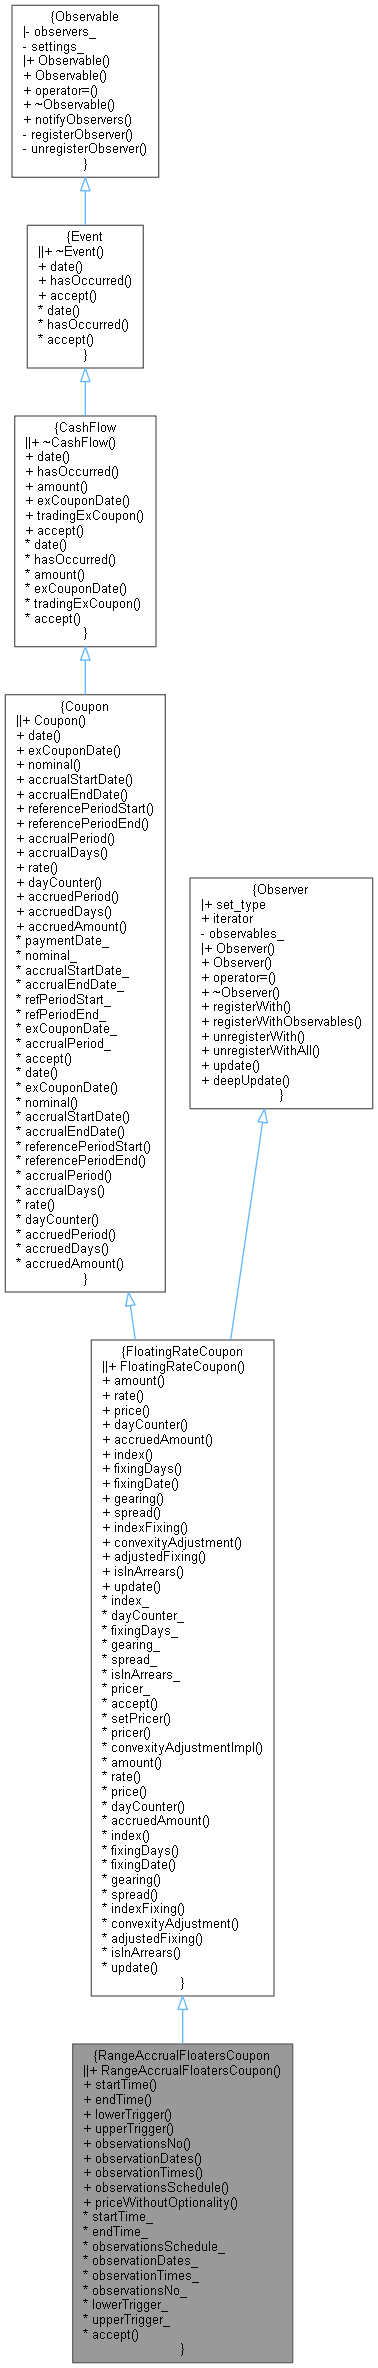 {Observable
|- observers_
- settings_
|+ Observable()
+ Observable()
+ operator=()
+ ~Observable()
+ notifyObservers()
- registerObserver()
- unregisterObserver()
}
{Event
||+ ~Event()
+ date()
+ hasOccurred()
+ accept()
* date()
* hasOccurred()
* accept()
}
{CashFlow
||+ ~CashFlow()
+ date()
+ hasOccurred()
+ amount()
+ exCouponDate()
+ tradingExCoupon()
+ accept()
* date()
* hasOccurred()
* amount()
* exCouponDate()
* tradingExCoupon()
* accept()
}
{Coupon
||+ Coupon()
+ date()
+ exCouponDate()
+ nominal()
+ accrualStartDate()
+ accrualEndDate()
+ referencePeriodStart()
+ referencePeriodEnd()
+ accrualPeriod()
+ accrualDays()
+ rate()
+ dayCounter()
+ accruedPeriod()
+ accruedDays()
+ accruedAmount()
* paymentDate_
* nominal_
* accrualStartDate_
* accrualEndDate_
* refPeriodStart_
* refPeriodEnd_
* exCouponDate_
* accrualPeriod_
* accept()
* date()
* exCouponDate()
* nominal()
* accrualStartDate()
* accrualEndDate()
* referencePeriodStart()
* referencePeriodEnd()
* accrualPeriod()
* accrualDays()
* rate()
* dayCounter()
* accruedPeriod()
* accruedDays()
* accruedAmount()
}
{Observer
|+ set_type
+ iterator
- observables_
|+ Observer()
+ Observer()
+ operator=()
+ ~Observer()
+ registerWith()
+ registerWithObservables()
+ unregisterWith()
+ unregisterWithAll()
+ update()
+ deepUpdate()
}
{FloatingRateCoupon
||+ FloatingRateCoupon()
+ amount()
+ rate()
+ price()
+ dayCounter()
+ accruedAmount()
+ index()
+ fixingDays()
+ fixingDate()
+ gearing()
+ spread()
+ indexFixing()
+ convexityAdjustment()
+ adjustedFixing()
+ isInArrears()
+ update()
* index_
* dayCounter_
* fixingDays_
* gearing_
* spread_
* isInArrears_
* pricer_
* accept()
* setPricer()
* pricer()
* convexityAdjustmentImpl()
* amount()
* rate()
* price()
* dayCounter()
* accruedAmount()
* index()
* fixingDays()
* fixingDate()
* gearing()
* spread()
* indexFixing()
* convexityAdjustment()
* adjustedFixing()
* isInArrears()
* update()
}
{RangeAccrualFloatersCoupon
||+ RangeAccrualFloatersCoupon()
+ startTime()
+ endTime()
+ lowerTrigger()
+ upperTrigger()
+ observationsNo()
+ observationDates()
+ observationTimes()
+ observationsSchedule()
+ priceWithoutOptionality()
* startTime_
* endTime_
* observationsSchedule_
* observationDates_
* observationTimes_
* observationsNo_
* lowerTrigger_
* upperTrigger_
* accept()
}